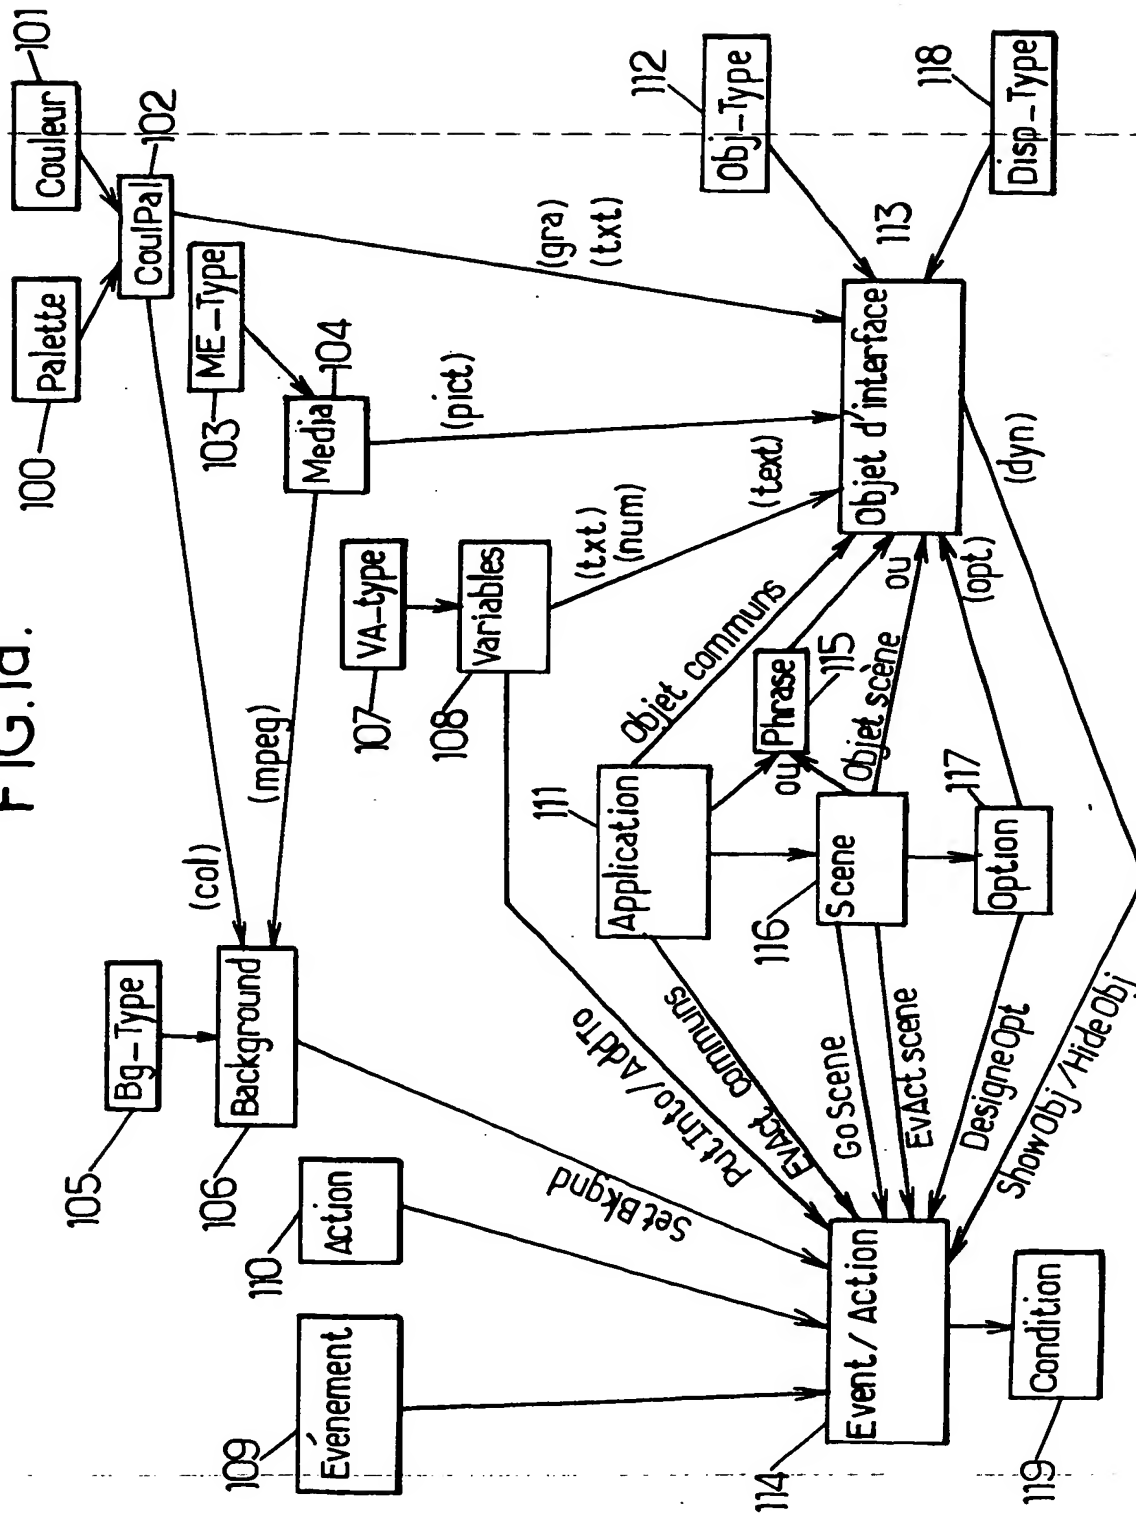 FIG.1a.
100
Palette
101
Couleur
CoulPal
102
103
ME-Type
Media
104
105
Bg-Type
106
Background
(col)
(mpeg)
(pict)
(gra)
(txt)
107
VA-type
108
Variables
(txt)
(num)
(text)
109
Événement
110
Action
SetBkgnd
PutInto/AddTo
111
Application
EvAct communs
Objet communs
112
Obj-Type
113
Objet d'interface
118
Disp-Type
114
Event/Action
ou
Phrase
115
116
Scene
GoScene
EvAct scene
Objet scène
ou
117
Option
DesigneOpt
(opt)
(dyn)
ShowObj/HideObj
119
Condition